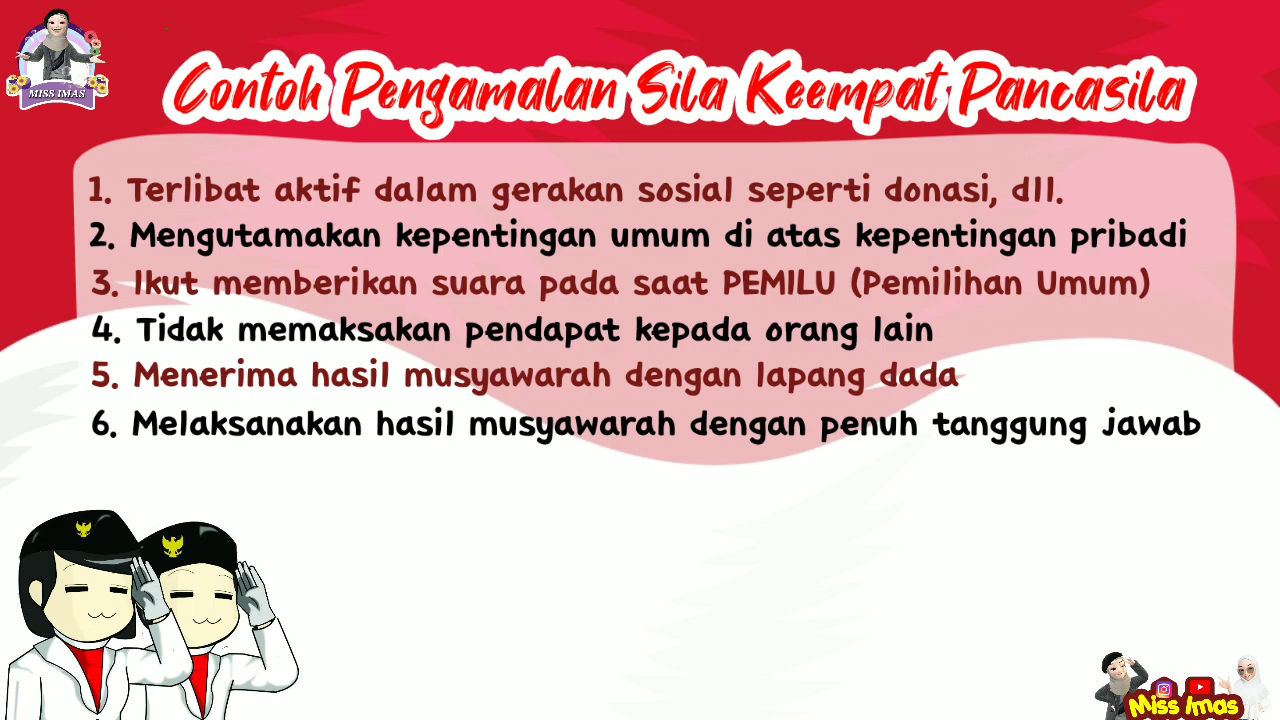 MISS IMAS
Contoh Pengamalan Sila Keempat Pancasila
1. Terlibat aktif dalam gerakan sosial seperti donasi, dll.
2. Mengutamakan kepentingan umum di atas kepentingan pribadi
3. Ikut memberikan suara pada saat PEMILU (Pemilihan Umum)
4. Tidak memaksakan pendapat kepada orang lain
5. Menerima hasil musyawarah dengan lapang dada
6. Melaksanakan hasil musyawarah dengan penuh tanggung jawab
Miss Imas